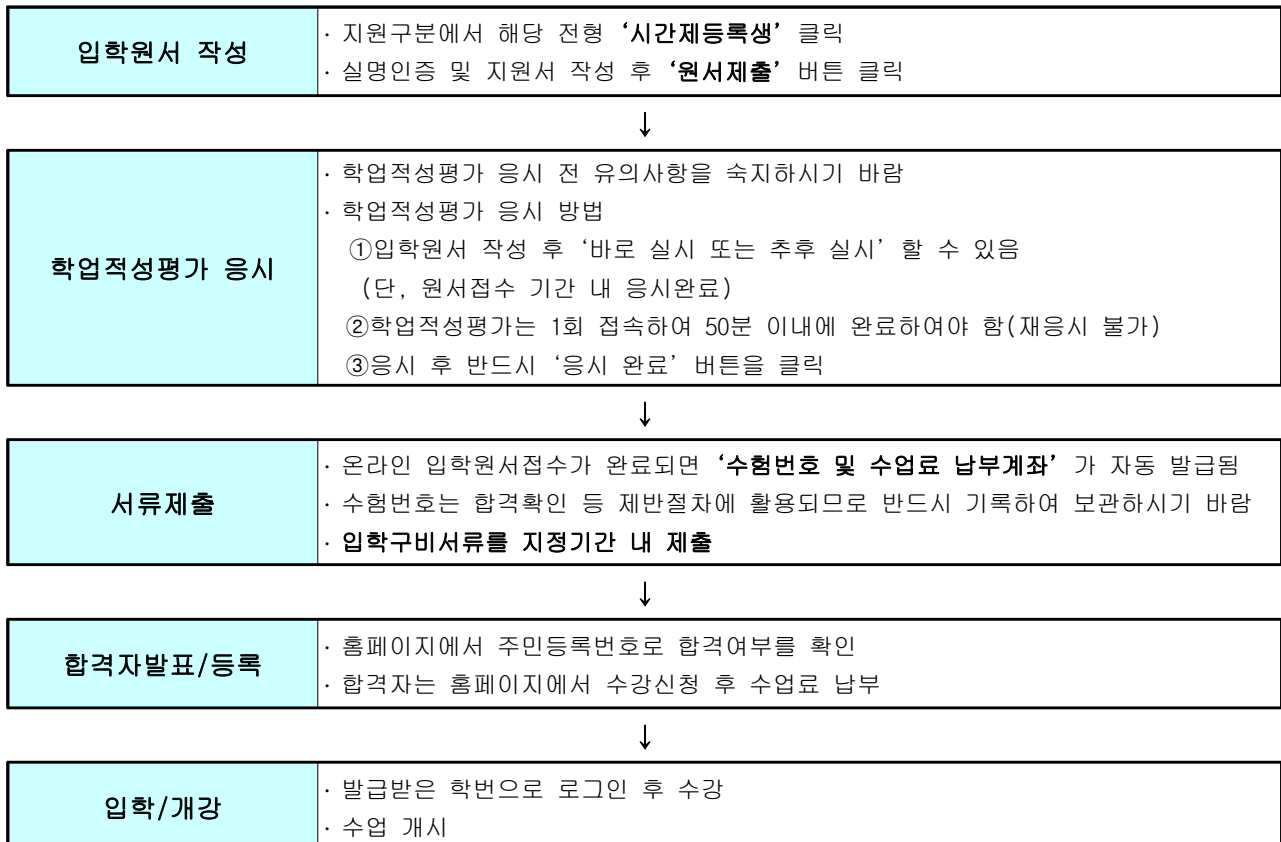 입학원서 작성
· 지원구분에서 해당 전형 ‘시간제등록생’ 클릭
· 실명인증 및 지원서 작성 후 ‘원서제출’ 버튼 클릭
↓
학업적성평가 응시
· 학업적성평가 응시 전 유의사항을 숙지하시기 바람
· 학업적성평가 응시 방법
①입학원서 작성 후 ‘바로 실시 또는 추후 실시’ 할 수 있음
(단, 원서접수 기간 내 응시완료)
②학업적성평가는 1회 접속하여 50분 이내에 완료하여야 함(재응시 불가)
③응시 후 반드시 ‘응시 완료’ 버튼을 클릭
↓
서류제출
· 온라인 입학원서접수가 완료되면 ‘수험번호 및 수업료 납부계좌’ 가 자동 발급됨
· 수험번호는 합격확인 등 제반절차에 활용되므로 반드시 기록하여 보관하시기 바람
· 입학구비서류를 지정기간 내 제출
↓
합격자발표/등록
· 홈페이지에서 주민등록번호로 합격여부를 확인
· 합격자는 홈페이지에서 수강신청 후 수업료 납부
↓
입학/개강
· 발급받은 학번으로 로그인 후 수강
· 수업 개시